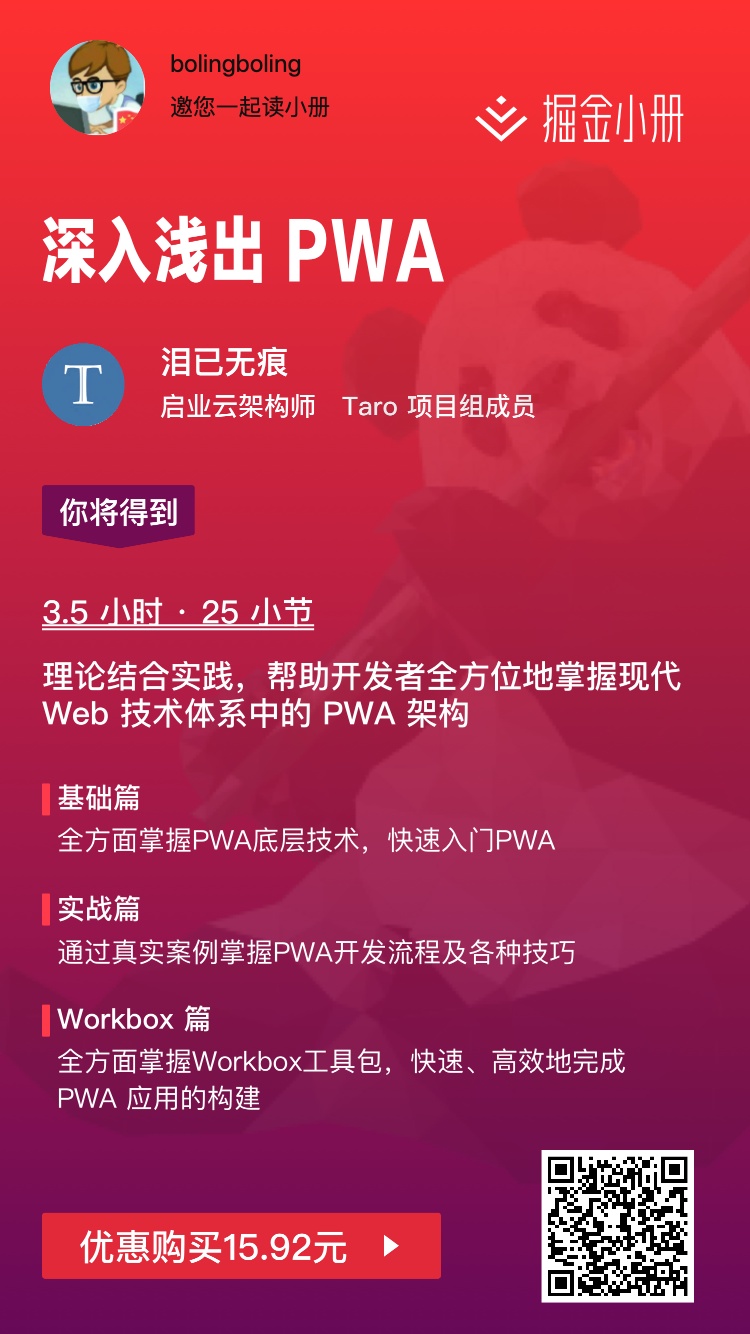 bolingboling
邀您一起读小册
掘金小册
深入浅出 PWA
T
泪已无痕
启业云架构师 Taro 项目组成员
你将得到
3.5 小时 · 25 小节
理论结合实践，帮助开发者全方位地掌握现代
Web 技术体系中的 PWA 架构
基础篇
全方面掌握PWA底层技术，快速入门PWA
实战篇
通过真实案例掌握PWA开发流程及各种技巧
Workbox 篇
全方面掌握Workbox工具包，快速、高效地完成
PWA 应用的构建
优惠购买15.92元